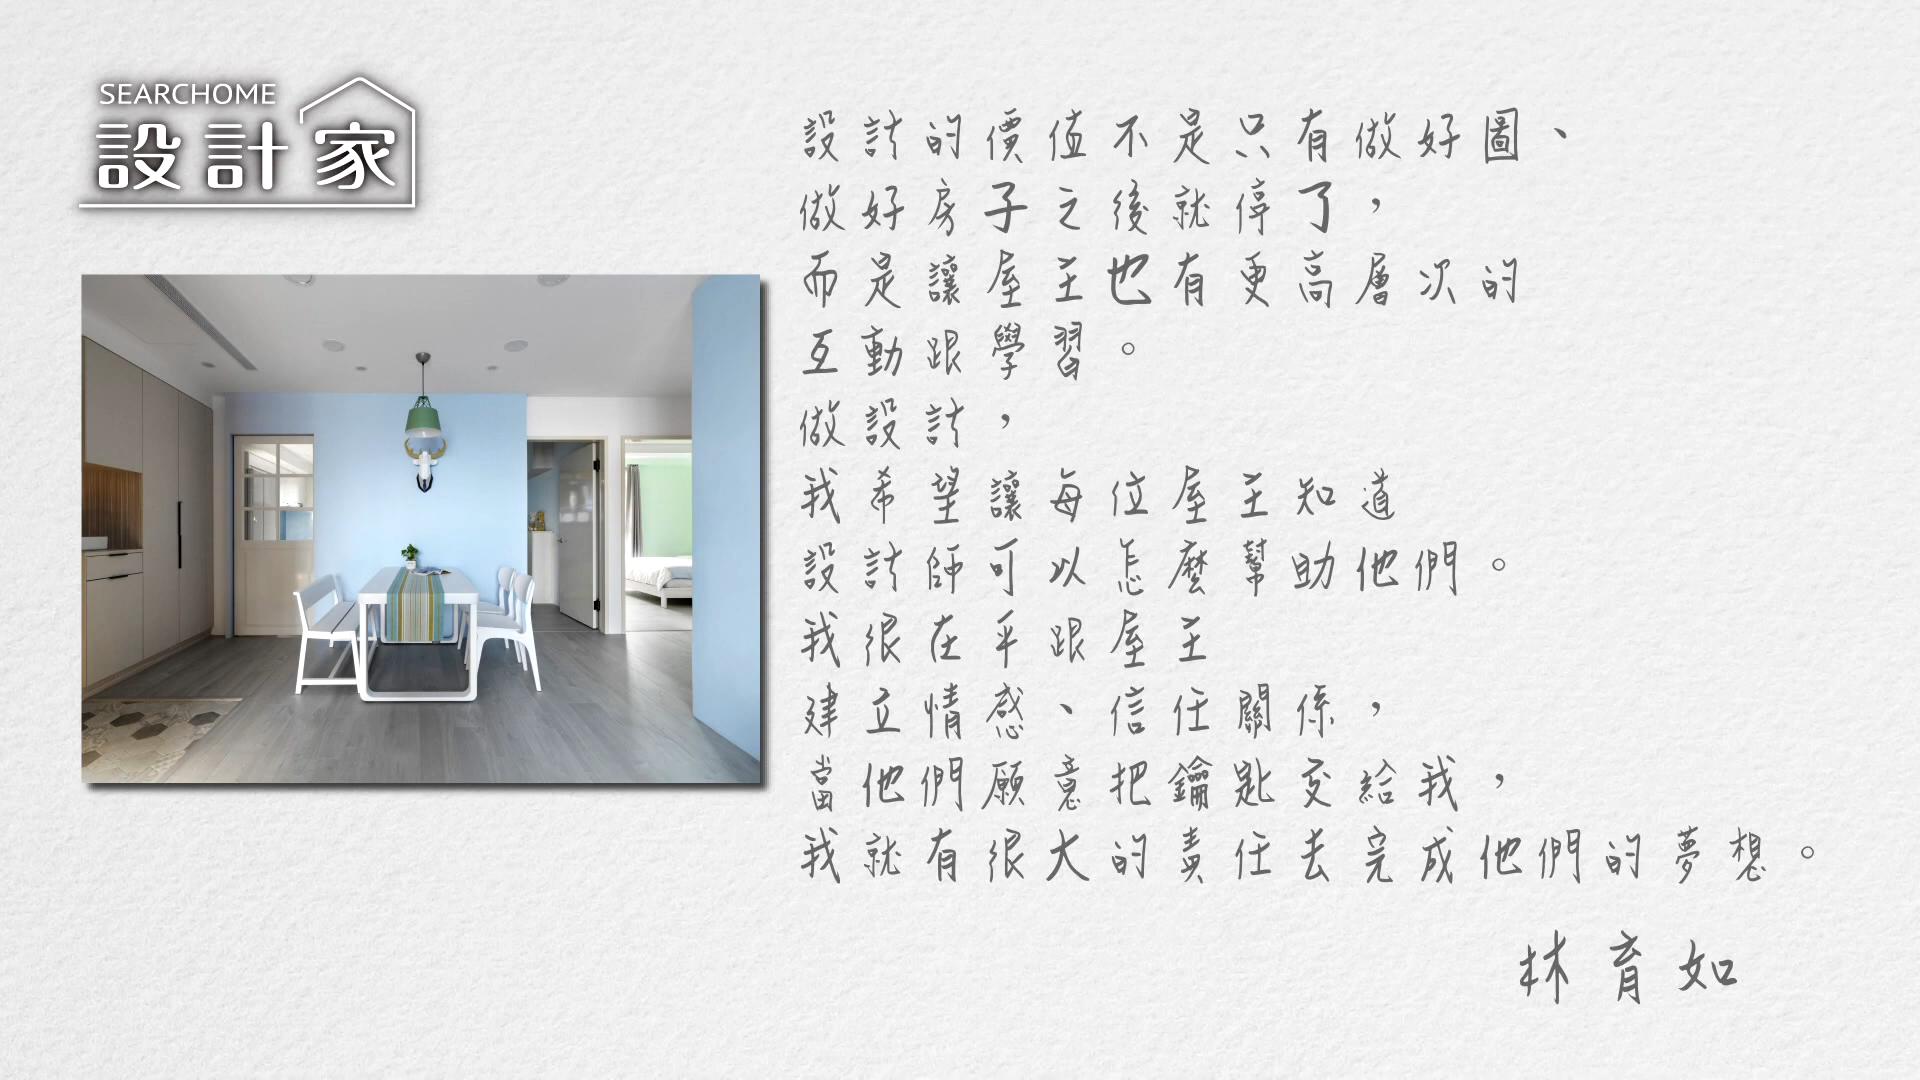 SEARCHOME
設計家
設計的價值不是只有做好圖、
做好房子之後就停了，
而是讓屋主也有更高層次的
互動跟學習。
做設計，
我希望讓每位屋主知道
設計師可以怎麼幫助他們。
我很在乎跟屋主
建立情感、信任關係，
當他們願意把鑰匙交給我，
我就有很大的責任去完成他們的夢想。
林育如